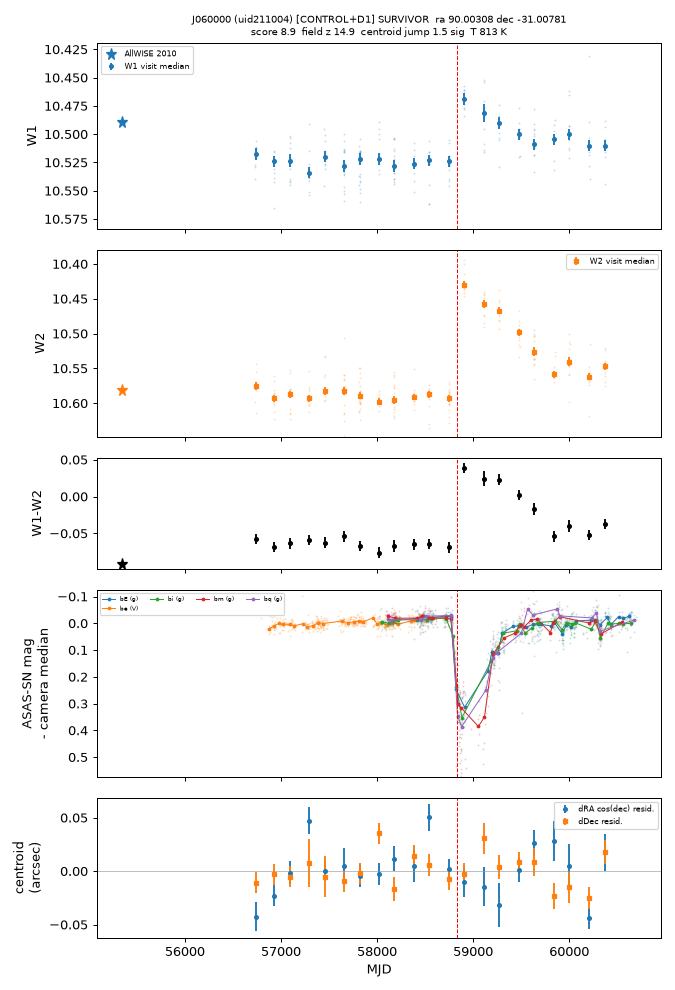 J060000 (uid211004) [CONTROL+D1] SURVIVOR  ra 90.00308 dec -31.00781
score 8.9  field z 14.9  centroid jump 1.5 sig  T 813 K
10.425
10.450
10.475
10.500
10.525
10.550
10.575
W1
AllWISE 2010
W1 visit median
10.40
10.45
10.50
10.55
10.60
W2
W2 visit median
0.05
0.00
−0.05
W1-W2
−0.1
0.0
0.1
0.2
0.3
0.4
0.5
ASAS-SN mag
- camera median
bE (g)
bi (g)
bm (g)
bq (g)
be (V)
0.05
0.00
−0.05
centroid
(arcsec)
dRA cos(dec) resid.
dDec resid.
56000
57000
58000
59000
60000
MJD